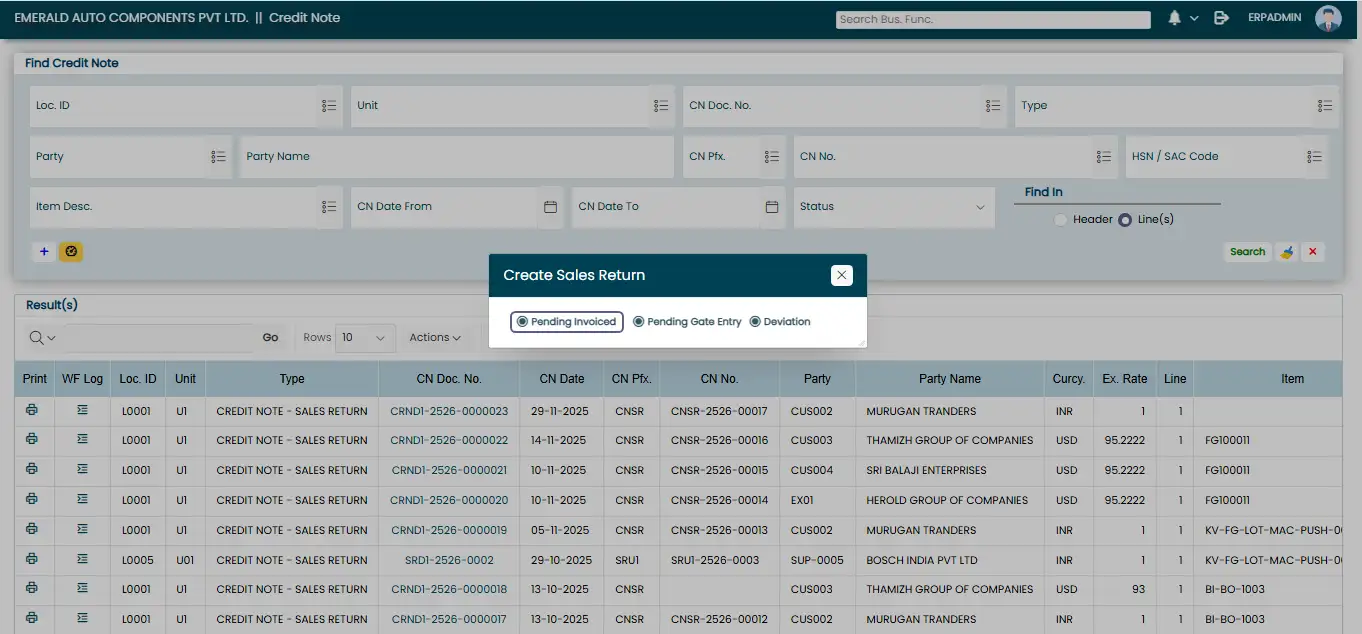 EMERALD AUTO COMPONENTS PVT LTD. || Credit Note Search Bus. Func. ERPADMIN
Find Credit Note
Loc. ID Unit CN Doc. No. Type
Party Party Name CN Pfx. CN No. HSN / SAC Code
Item Desc. CN Date From CN Date To Status Find In
Header Line(s)
Search
Create Sales Return
Pending Invoiced Pending Gate Entry Deviation
Result(s)
Go Rows 10 Actions
Print WF Log Loc. ID Unit Type CN Doc. No. CN Date CN Pfx. CN No. Party Party Name Curcy. Ex. Rate Line Item
L0001 U1 CREDIT NOTE - SALES RETURN CRND1-2526-0000023 29-11-2025 CNSR CNSR-2526-00017 CUS002 MURUGAN TRANDERS INR 1 1
L0001 U1 CREDIT NOTE - SALES RETURN CRND1-2526-0000022 14-11-2025 CNSR CNSR-2526-00016 CUS003 THAMIZH GROUP OF COMPANIES USD 95.2222 1 FG100011
L0001 U1 CREDIT NOTE - SALES RETURN CRND1-2526-0000021 10-11-2025 CNSR CNSR-2526-00015 CUS004 SRI BALAJI ENTERPRISES USD 95.2222 1 FG100011
L0001 U1 CREDIT NOTE - SALES RETURN CRND1-2526-0000020 10-11-2025 CNSR CNSR-2526-00014 EX01 HEROLD GROUP OF COMPANIES USD 95.2222 1 FG100011
L0001 U1 CREDIT NOTE - SALES RETURN CRND1-2526-0000019 05-11-2025 CNSR CNSR-2526-00013 CUS002 MURUGAN TRANDERS INR 1 1 KV-FG-LOT-MAC-PUSH-0
L0005 U01 CREDIT NOTE - SALES RETURN SRD1-2526-0002 29-10-2025 SRU1 SRU1-2526-0003 SUP-0005 BOSCH INDIA PVT LTD INR 1 1 KV-FG-LOT-MAC-PUSH-0
L0001 U1 CREDIT NOTE - SALES RETURN CRND1-2526-0000018 13-10-2025 CNSR CUS003 THAMIZH GROUP OF COMPANIES USD 93 1 BI-BO-1003
L0001 U1 CREDIT NOTE - SALES RETURN CRND1-2526-0000017 13-10-2025 CNSR CNSR-2526-00012 CUS002 MURUGAN TRANDERS INR 1 1 BI-BO-1003